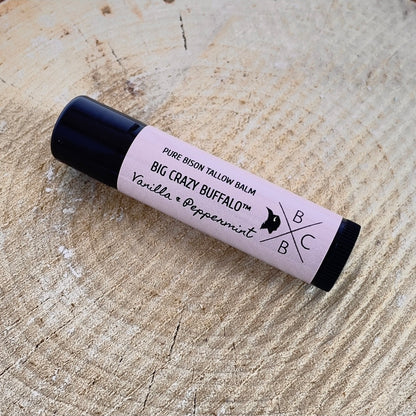 PURE BISON TALLOW BALM
BIG CRAZY BUFFALO™
Vanilla & Peppermint
B
C
B